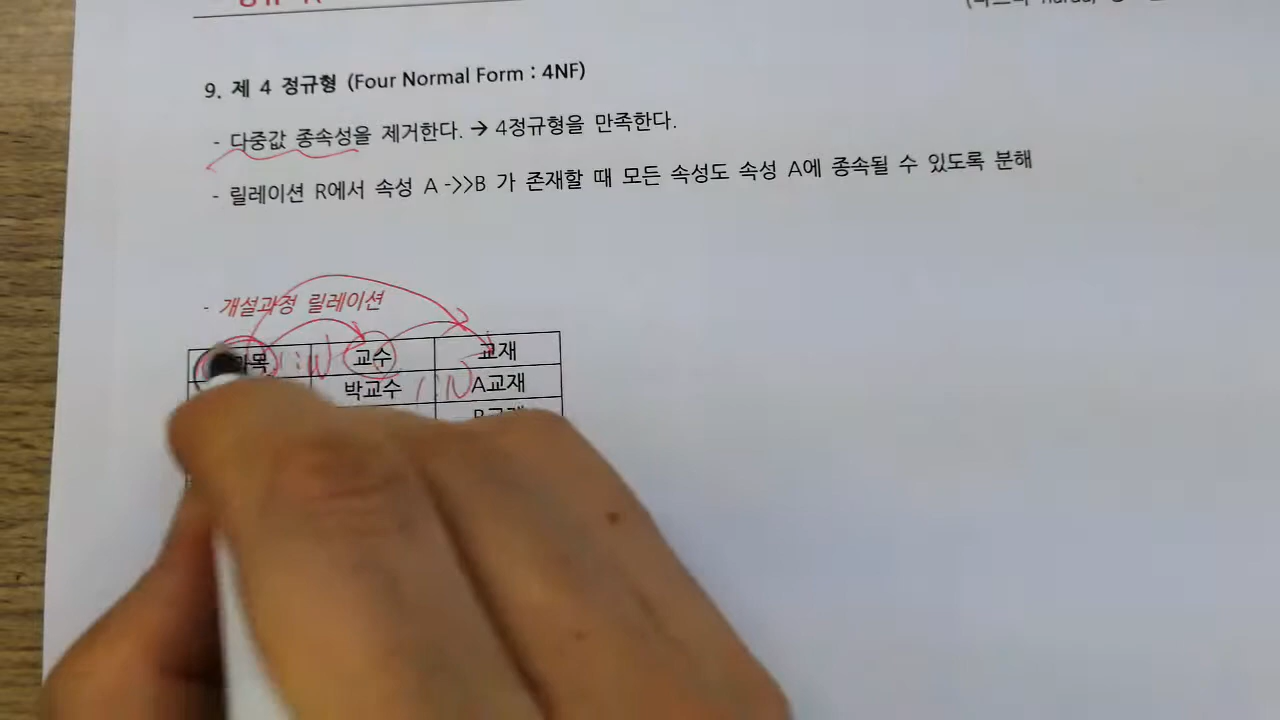 9. 제 4 정규형 (Four Normal Form : 4NF)
- 다중값 종속성을 제거한다. → 4정규형을 만족한다.
- 릴레이션 R에서 속성 A ->>B 가 존재할 때 모든 속성도 속성 A에 종속될 수 있도록 분해
- 개설과정 릴레이션
교수 교재
박교수 1:N A교재